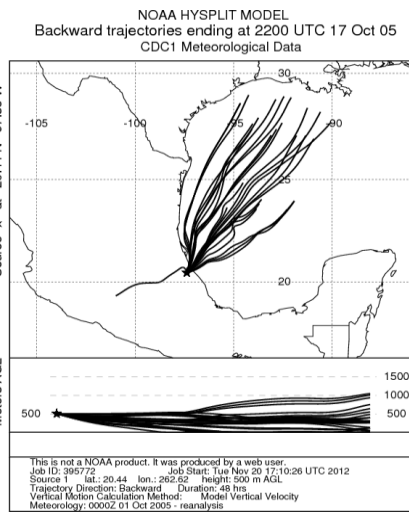 NOAA HYSPLIT MODEL
Backward trajectories ending at 2200 UTC 17 Oct 05
CDC1 Meteorological Data
30
-105
-100
-95
-90
25
20
1500
1000
500
500
This is not a NOAA product. It was produced by a web user.
Job ID: 395772 Job Start: Tue Nov 20 17:10:26 UTC 2012
Source 1 lat.: 20.44 lon.: 262.62 height: 500 m AGL
Trajectory Direction: Backward Duration: 48 hrs
Vertical Motion Calculation Method: Model Vertical Velocity
Meteorology: 0000Z 01 Oct 2005 - reanalysis